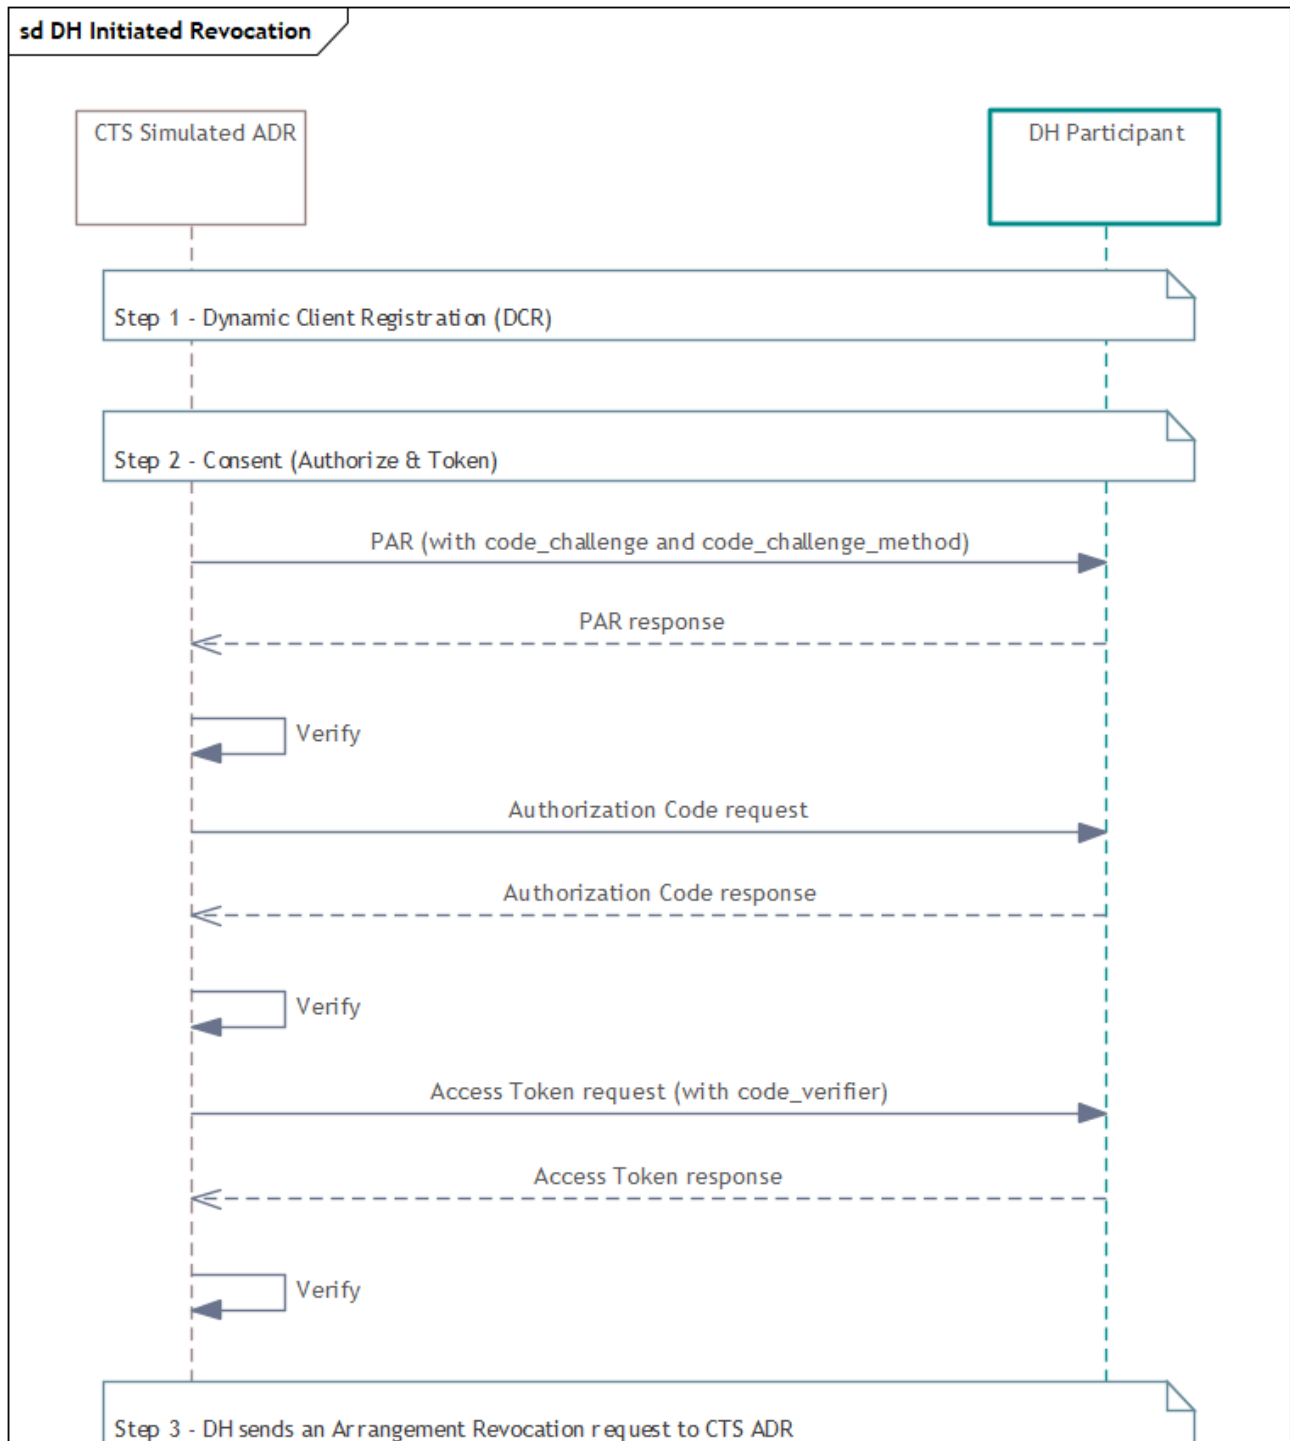 sd DH Initiated Revocation
CTS Simulated ADR
DH Participant
Step 1 - Dynamic Client Registration (DCR)
Step 2 - Consent (Authorize & Token)
PAR (with code_challenge and code_challenge_method)
PAR response
Verify
Authorization Code request
Authorization Code response
Verify
Access Token request (with code_verifier)
Access Token response
Verify
Step 3 - DH sends an Arrangement Revocation request to CTS ADR